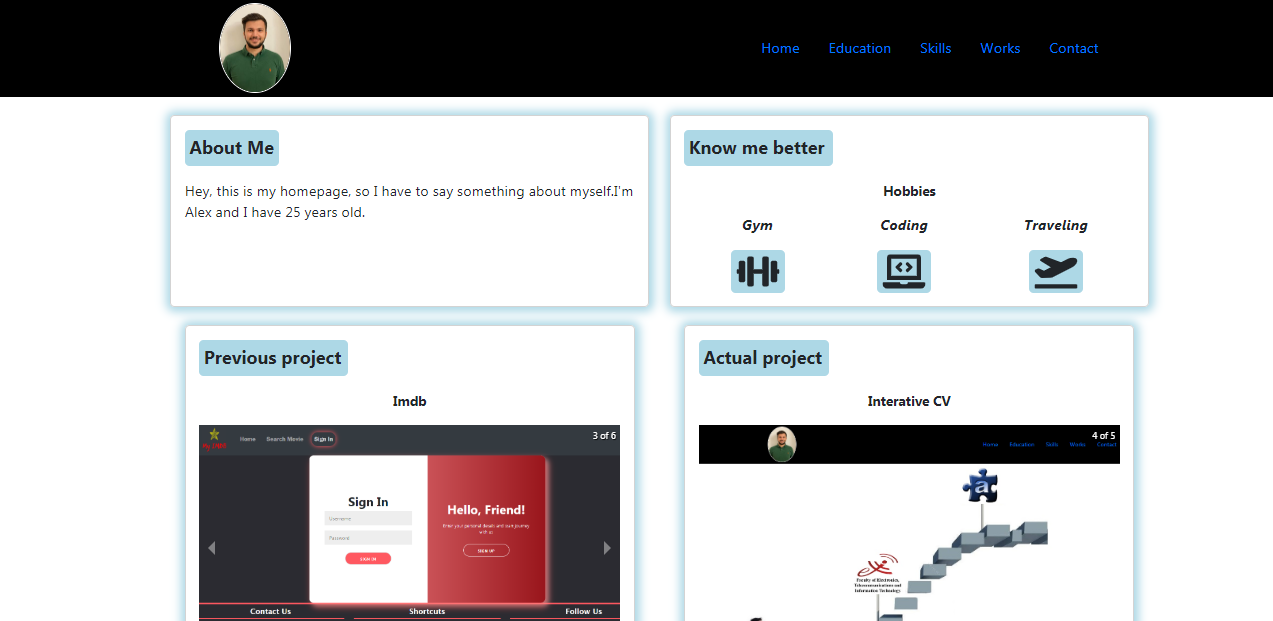 Home Education Skills Works Contact
About Me
Hey, this is my homepage, so I have to say something about myself.I'm
Alex and I have 25 years old.
Know me better
Hobbies
Gym Coding Traveling
Previous project
Imdb
Home Search Movie Sign In
3 of 6
Sign In
Username
Password
SIGN IN
Hello, Friend!
Enter your personal details and start journey
with us
SIGN UP
Contact Us Shortcuts Follow Us
Actual project
Interative CV
4 of 5
Home Education Skills Works Contact
a
Faculty of Electronics,
Telecommunications and
Information Technology